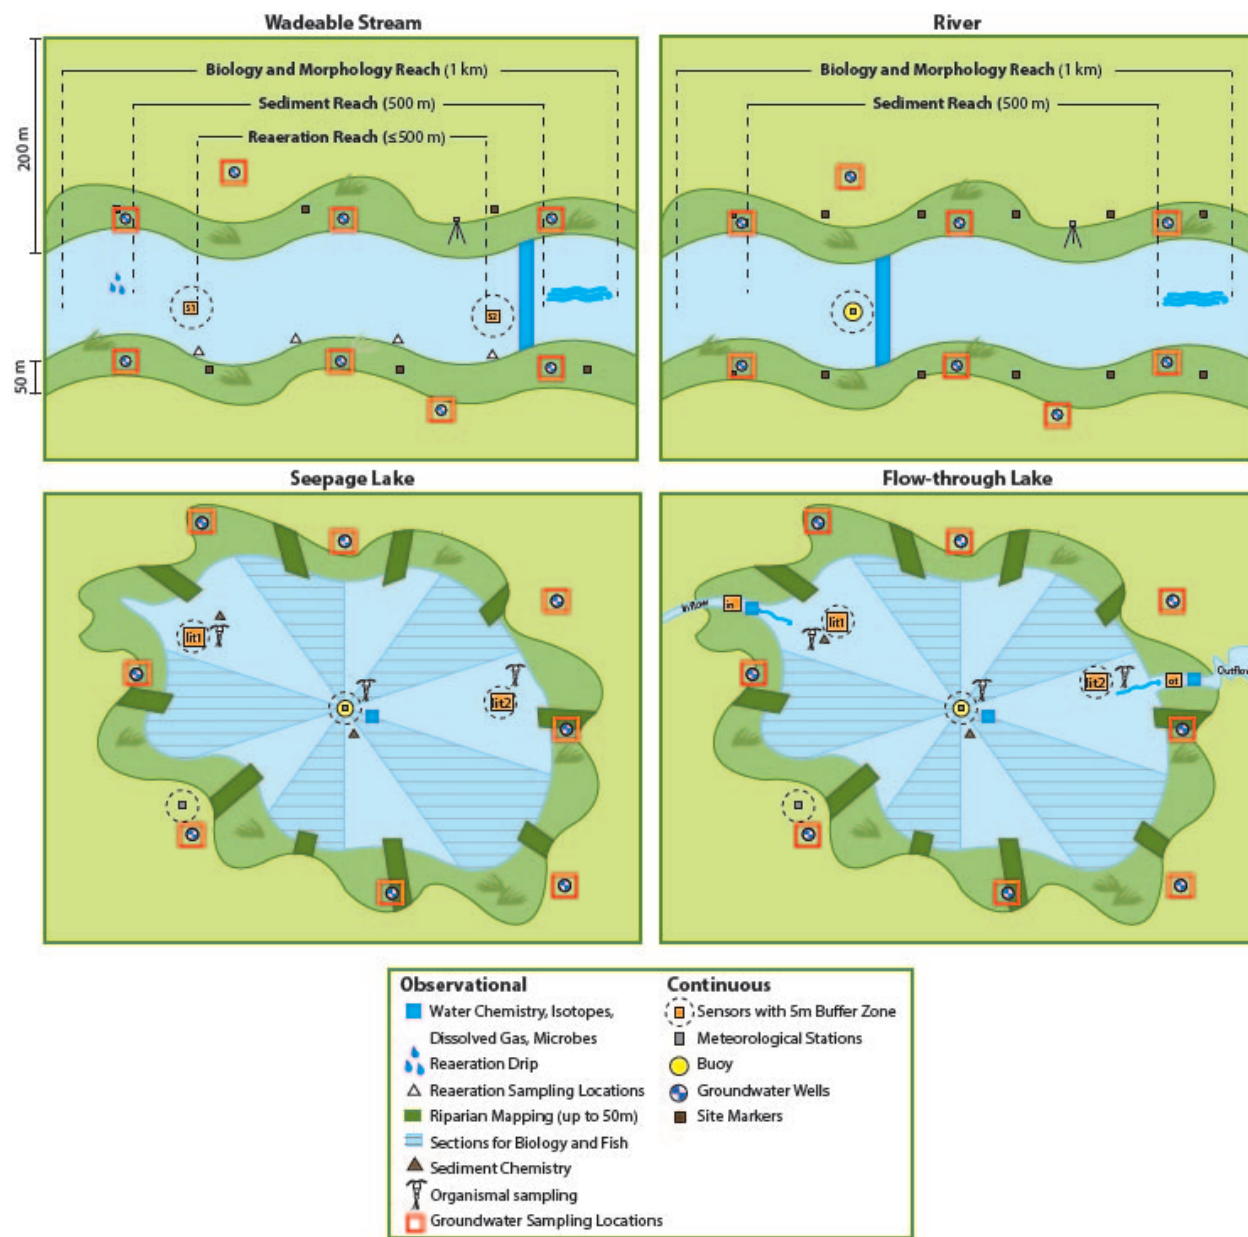 Wadeable Stream
River
Biology and Morphology Reach (1 km)
Biology and Morphology Reach (1 km)
Sediment Reach (500 m)
Sediment Reach (500 m)
Reaeration Reach (≤500 m)
200 m
50 m
S1
S2
Seepage Lake
Flow-through Lake
Inflow
in
lit1
lit1
lit2
lit2
ot
Outflow
Observational
Water Chemistry, Isotopes,
Dissolved Gas, Microbes
Reaeration Drip
Reaeration Sampling Locations
Riparian Mapping (up to 50m)
Sections for Biology and Fish
Sediment Chemistry
Organismal sampling
Groundwater Sampling Locations
Continuous
Sensors with 5m Buffer Zone
Meteorological Stations
Buoy
Groundwater Wells
Site Markers